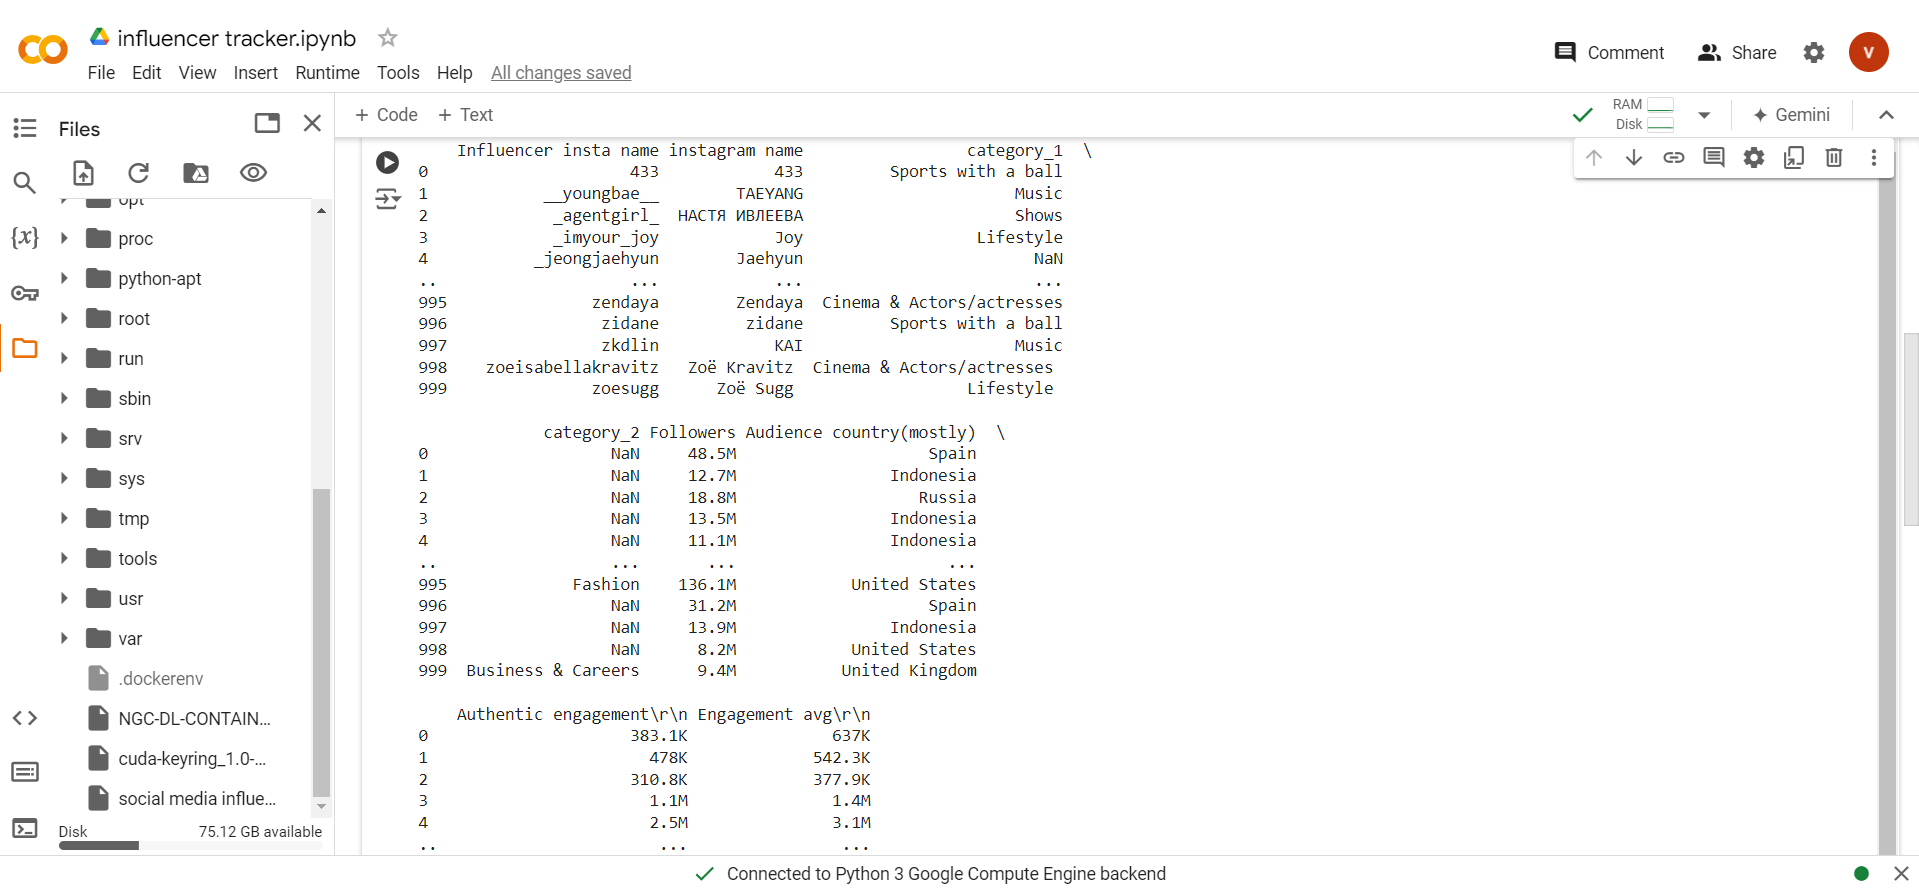 influencer tracker.ipynb
File Edit View Insert Runtime Tools Help All changes saved
Comment Share V
Files
+ Code + Text
RAM
Disk
Gemini
opt
proc
python-apt
root
run
sbin
srv
sys
tmp
tools
usr
var
.dockerenv
NGC-DL-CONTAIN...
cuda-keyring_1.0-...
social media influe...
Disk 75.12 GB available
{x}
Influencer insta name instagram name category_1 \
0 433 433 Sports with a ball
1 __youngbae__ TAEYANG Music
2 _agentgirl_ НАСТЯ ИВЛЕЕВА Shows
3 _imyour_joy Joy Lifestyle
4 _jeongjaehyun Jaehyun NaN
.. ... ... ...
995 zendaya Zendaya Cinema & Actors/actresses
996 zidane zidane Sports with a ball
997 zkdlin KAI Music
998 zoeisabellakravitz Zoë Kravitz Cinema & Actors/actresses
999 zoesugg Zoë Sugg Lifestyle
category_2 Followers Audience country(mostly) \
0 NaN 48.5M Spain
1 NaN 12.7M Indonesia
2 NaN 18.8M Russia
3 NaN 13.5M Indonesia
4 NaN 11.1M Indonesia
.. ... ... ...
995 Fashion 136.1M United States
996 NaN 31.2M Spain
997 NaN 13.9M Indonesia
998 NaN 8.2M United States
999 Business & Careers 9.4M United Kingdom
Authentic engagement\r\n Engagement avg\r\n
0 383.1K 637K
1 478K 542.3K
2 310.8K 377.9K
3 1.1M 1.4M
4 2.5M 3.1M
.. ... ...
Connected to Python 3 Google Compute Engine backend